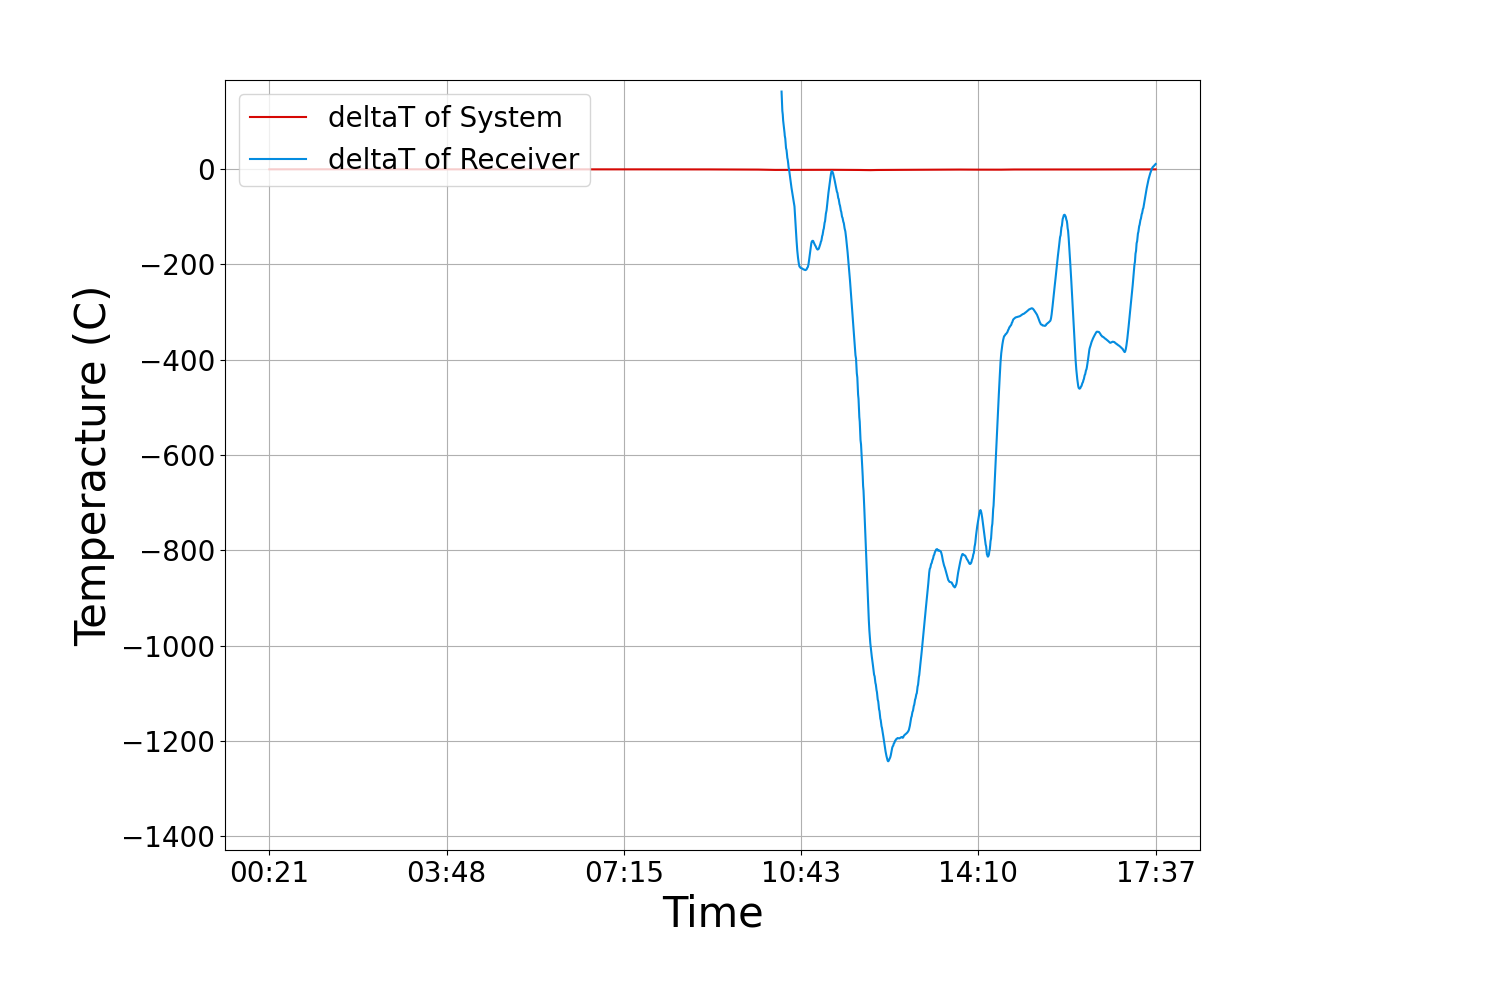 deltaT of System
deltaT of Receiver
0
−200
−400
−600
−800
−1000
−1200
−1400
Temperacture (C)
00:21 03:48 07:15 10:43 14:10 17:37
Time